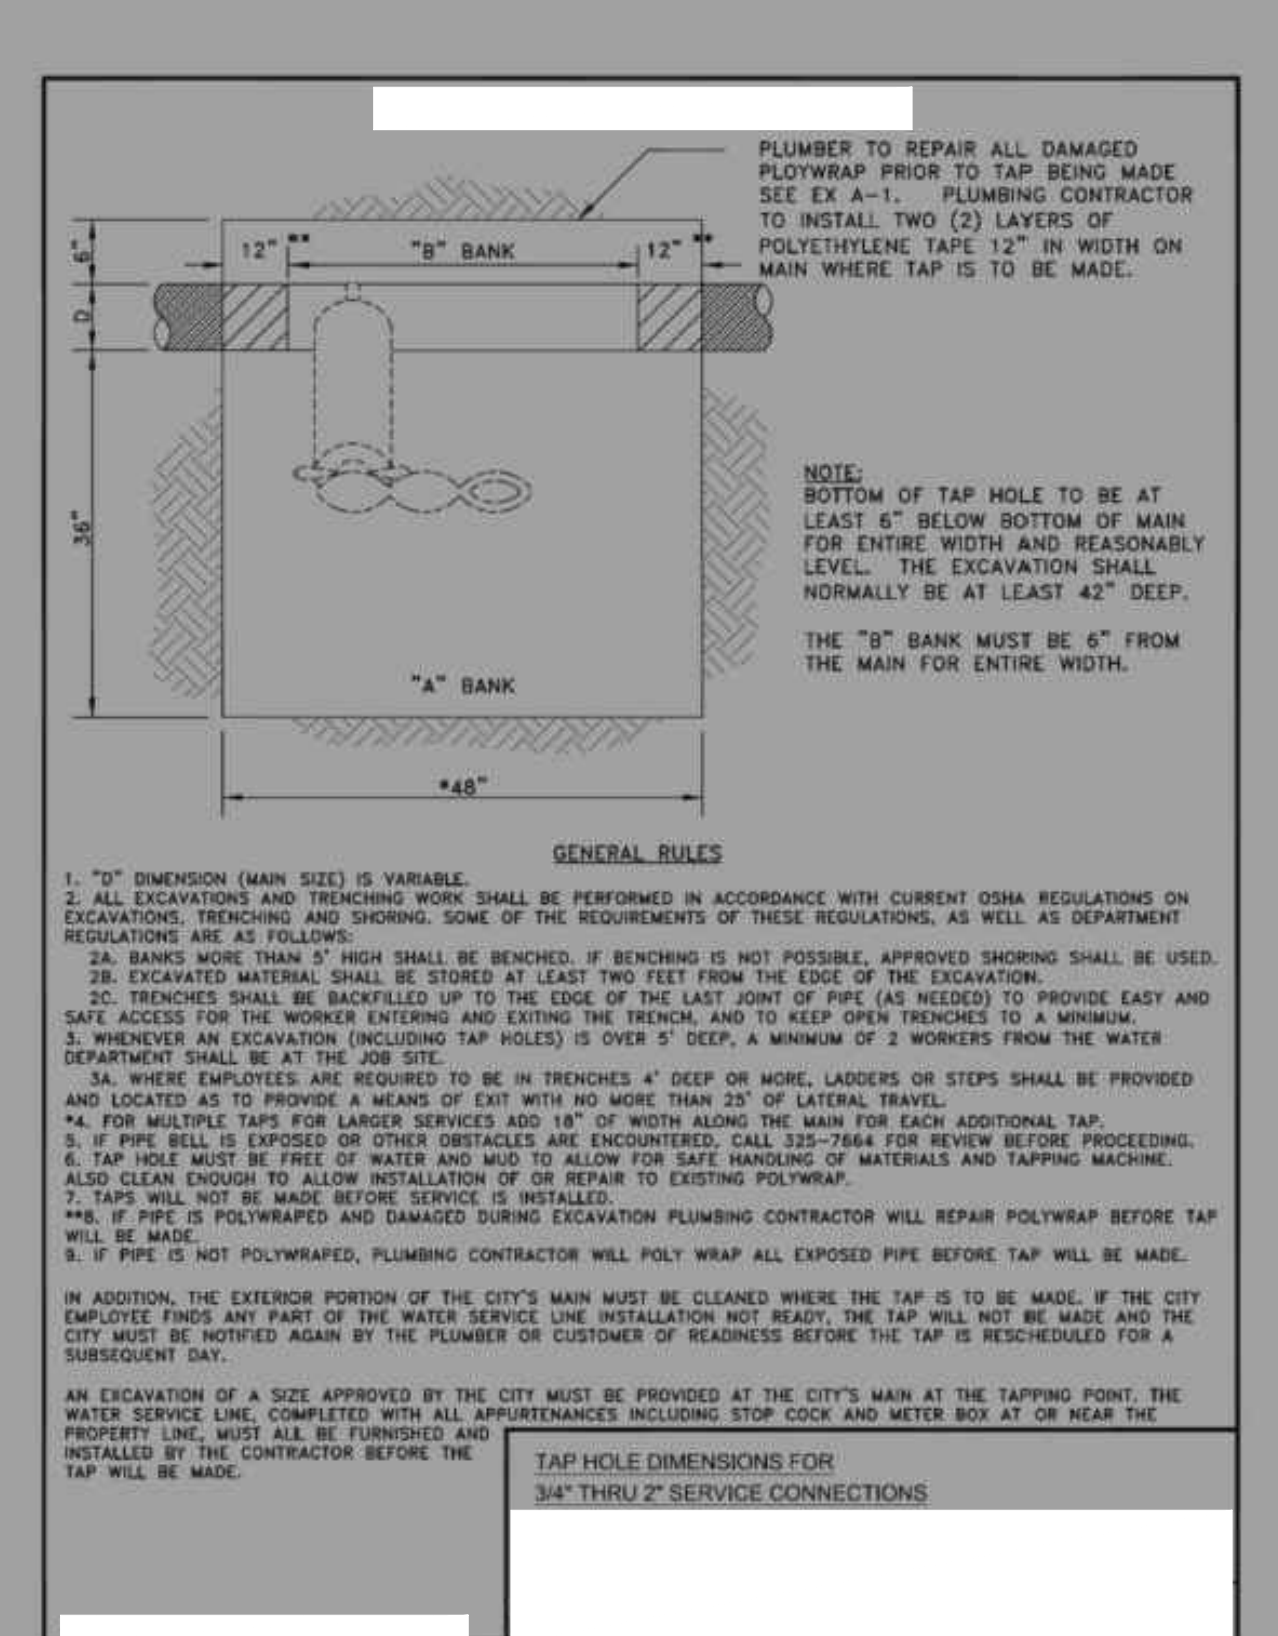 PLUMBER TO REPAIR ALL DAMAGED
PLOYWRAP PRIOR TO TAP BEING MADE
SEE EX A-1. PLUMBING CONTRACTOR
TO INSTALL TWO (2) LAYERS OF
POLYETHYLENE TAPE 12" IN WIDTH ON
MAIN WHERE TAP IS TO BE MADE.
6"
12" **
"B" BANK
12" **
D
36"
NOTE:
BOTTOM OF TAP HOLE TO BE AT
LEAST 6" BELOW BOTTOM OF MAIN
FOR ENTIRE WIDTH AND REASONABLY
LEVEL. THE EXCAVATION SHALL
NORMALLY BE AT LEAST 42" DEEP.
THE "B" BANK MUST BE 6" FROM
THE MAIN FOR ENTIRE WIDTH.
"A" BANK
*48"
GENERAL RULES
1. "D" DIMENSION (MAIN SIZE) IS VARIABLE.
2. ALL EXCAVATIONS AND TRENCHING WORK SHALL BE PERFORMED IN ACCORDANCE WITH CURRENT OSHA REGULATIONS ON
EXCAVATIONS, TRENCHING AND SHORING. SOME OF THE REQUIREMENTS OF THESE REGULATIONS, AS WELL AS DEPARTMENT
REGULATIONS ARE AS FOLLOWS:
2A. BANKS MORE THAN 5' HIGH SHALL BE BENCHED. IF BENCHING IS NOT POSSIBLE, APPROVED SHORING SHALL BE USED.
2B. EXCAVATED MATERIAL SHALL BE STORED AT LEAST TWO FEET FROM THE EDGE OF THE EXCAVATION.
2C. TRENCHES SHALL BE BACKFILLED UP TO THE EDGE OF THE LAST JOINT OF PIPE (AS NEEDED) TO PROVIDE EASY AND
SAFE ACCESS FOR THE WORKER ENTERING AND EXITING THE TRENCH, AND TO KEEP OPEN TRENCHES TO A MINIMUM.
3. WHENEVER AN EXCAVATION (INCLUDING TAP HOLES) IS OVER 5' DEEP, A MINIMUM OF 2 WORKERS FROM THE WATER
DEPARTMENT SHALL BE AT THE JOB SITE.
3A. WHERE EMPLOYEES ARE REQUIRED TO BE IN TRENCHES 4' DEEP OR MORE, LADDERS OR STEPS SHALL BE PROVIDED
AND LOCATED AS TO PROVIDE A MEANS OF EXIT WITH NO MORE THAN 25' OF LATERAL TRAVEL.
*4. FOR MULTIPLE TAPS FOR LARGER SERVICES ADD 18" OF WIDTH ALONG THE MAIN FOR EACH ADDITIONAL TAP.
5. IF PIPE BELL IS EXPOSED OR OTHER OBSTACLES ARE ENCOUNTERED, CALL 325-7664 FOR REVIEW BEFORE PROCEEDING.
6. TAP HOLE MUST BE FREE OF WATER AND MUD TO ALLOW FOR SAFE HANDLING OF MATERIALS AND TAPPING MACHINE.
ALSO CLEAN ENOUGH TO ALLOW INSTALLATION OF OR REPAIR TO EXISTING POLYWRAP.
7. TAPS WILL NOT BE MADE BEFORE SERVICE IS INSTALLED.
**8. IF PIPE IS POLYWRAPED AND DAMAGED DURING EXCAVATION PLUMBING CONTRACTOR WILL REPAIR POLYWRAP BEFORE TAP
WILL BE MADE.
9. IF PIPE IS NOT POLYWRAPED, PLUMBING CONTRACTOR WILL POLY WRAP ALL EXPOSED PIPE BEFORE TAP WILL BE MADE.
IN ADDITION, THE EXTERIOR PORTION OF THE CITY'S MAIN MUST BE CLEANED WHERE THE TAP IS TO BE MADE. IF THE CITY
EMPLOYEE FINDS ANY PART OF THE WATER SERVICE LINE INSTALLATION NOT READY, THE TAP WILL NOT BE MADE AND THE
CITY MUST BE NOTIFIED AGAIN BY THE PLUMBER OR CUSTOMER OF READINESS BEFORE THE TAP IS RESCHEDULED FOR A
SUBSEQUENT DAY.
AN EXCAVATION OF A SIZE APPROVED BY THE CITY MUST BE PROVIDED AT THE CITY'S MAIN AT THE TAPPING POINT. THE
WATER SERVICE LINE, COMPLETED WITH ALL APPURTENANCES INCLUDING STOP COCK AND METER BOX AT OR NEAR THE
PROPERTY LINE, MUST ALL BE FURNISHED AND
INSTALLED BY THE CONTRACTOR BEFORE THE
TAP WILL BE MADE.
TAP HOLE DIMENSIONS FOR
3/4" THRU 2" SERVICE CONNECTIONS